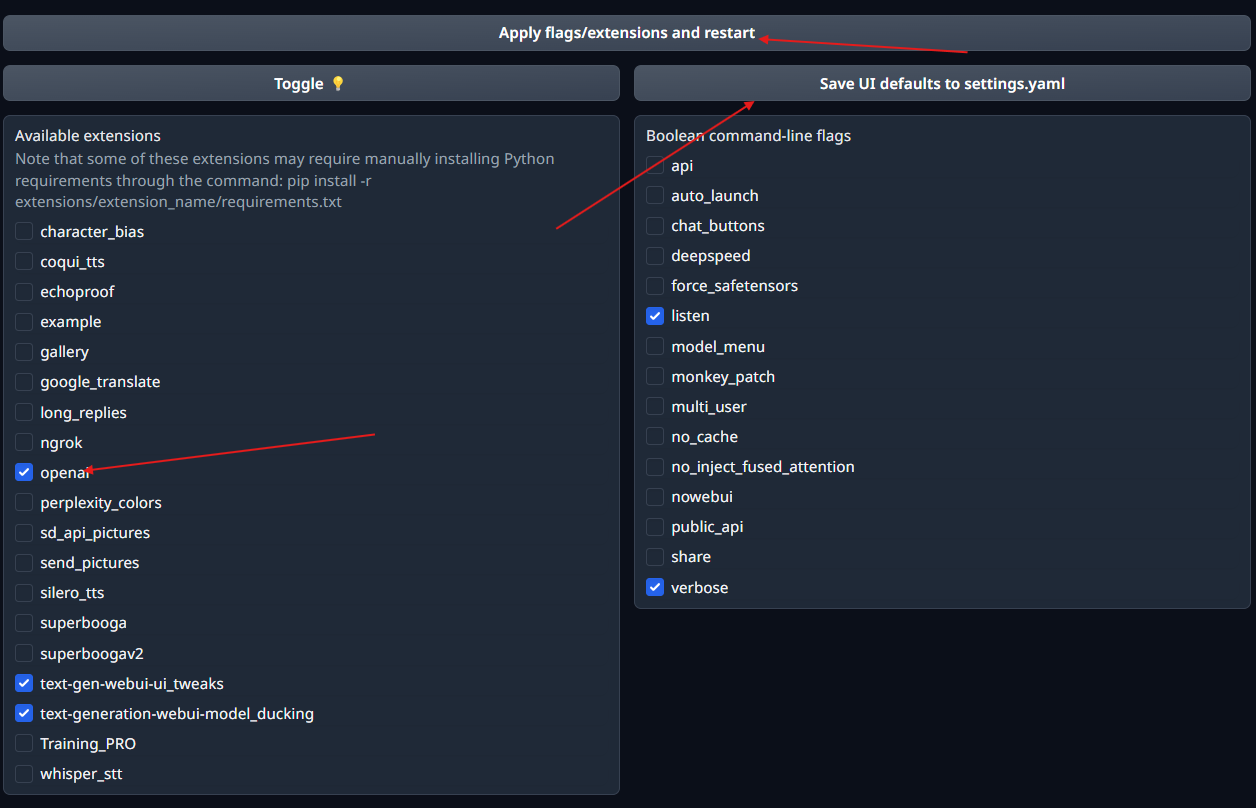 Apply flags/extensions and restart
Toggle 💡
Save UI defaults to settings.yaml
Available extensions
Note that some of these extensions may require manually installing Python
requirements through the command: pip install -r
extensions/extension_name/requirements.txt
character_bias
coqui_tts
echoproof
example
gallery
google_translate
long_replies
ngrok
openai
perplexity_colors
sd_api_pictures
send_pictures
silero_tts
superbooga
superboogav2
text-gen-webui-ui_tweaks
text-generation-webui-model_ducking
Training_PRO
whisper_stt
Boolean command-line flags
api
auto_launch
chat_buttons
deepspeed
force_safetensors
listen
model_menu
monkey_patch
multi_user
no_cache
no_inject_fused_attention
nowebui
public_api
share
verbose